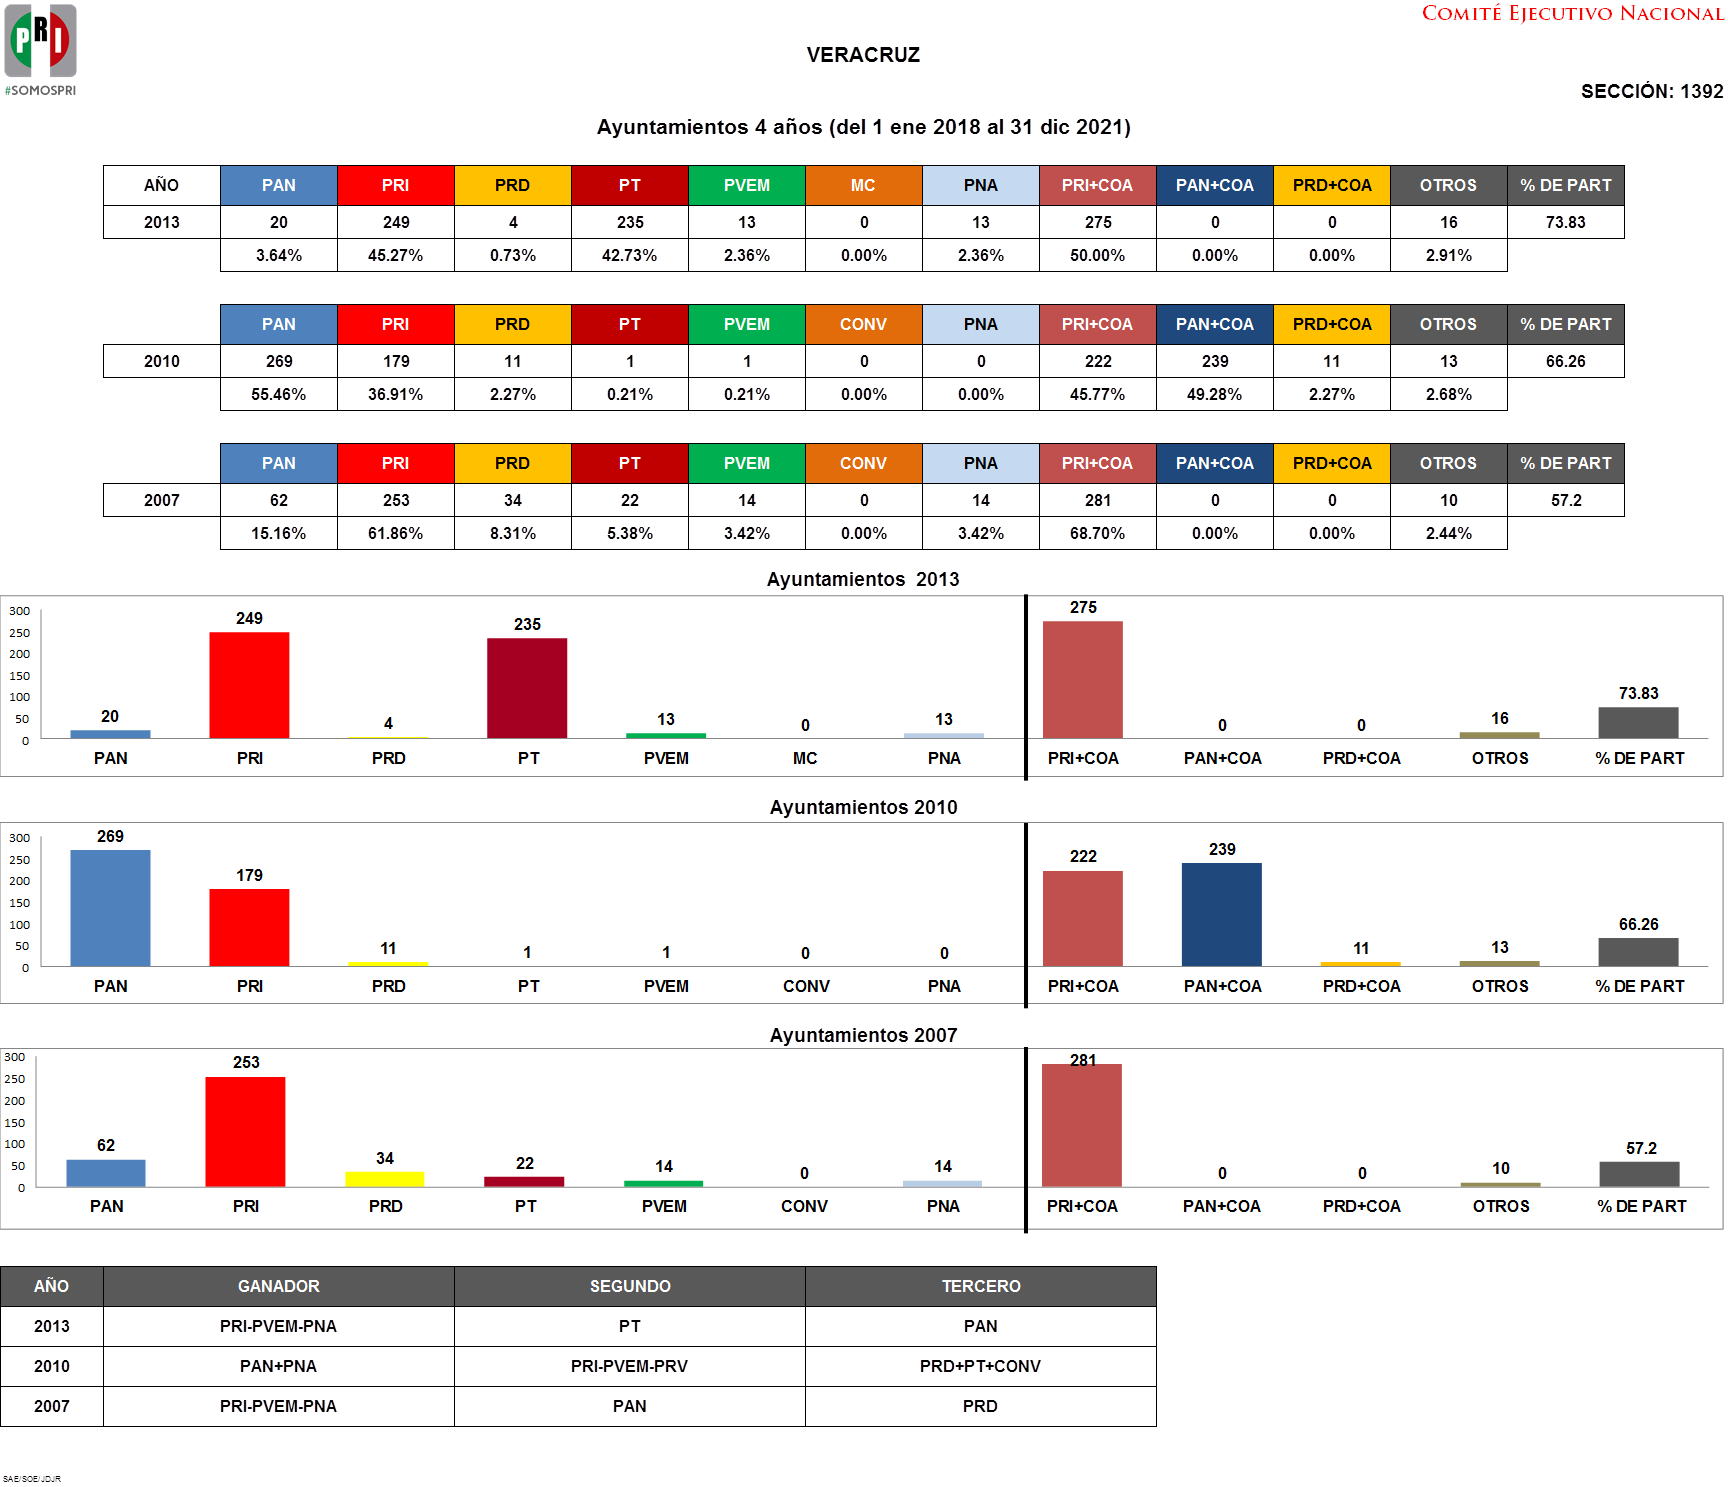 PRI
#SOMOSPRI
COMITÉ EJECUTIVO NACIONAL
VERACRUZ
SECCIÓN: 1392
Ayuntamientos 4 años (del 1 ene 2018 al 31 dic 2021)
AÑO PAN PRI PRD PT PVEM MC PNA PRI+COA PAN+COA PRD+COA OTROS % DE PART
2013 20 249 4 235 13 0 13 275 0 0 16 73.83
3.64% 45.27% 0.73% 42.73% 2.36% 0.00% 2.36% 50.00% 0.00% 0.00% 2.91%
PAN PRI PRD PT PVEM CONV PNA PRI+COA PAN+COA PRD+COA OTROS % DE PART
2010 269 179 11 1 1 0 0 222 239 11 13 66.26
55.46% 36.91% 2.27% 0.21% 0.21% 0.00% 0.00% 45.77% 49.28% 2.27% 2.68%
PAN PRI PRD PT PVEM CONV PNA PRI+COA PAN+COA PRD+COA OTROS % DE PART
2007 62 253 34 22 14 0 14 281 0 0 10 57.2
15.16% 61.86% 8.31% 5.38% 3.42% 0.00% 3.42% 68.70% 0.00% 0.00% 2.44%
Ayuntamientos 2013
300
250
200
150
100
50
0
20 249 4 235 13 0 13 275 0 0 16 73.83
PAN PRI PRD PT PVEM MC PNA PRI+COA PAN+COA PRD+COA OTROS % DE PART
Ayuntamientos 2010
300
250
200
150
100
50
0
269 179 11 1 1 0 0 222 239 11 13 66.26
PAN PRI PRD PT PVEM CONV PNA PRI+COA PAN+COA PRD+COA OTROS % DE PART
Ayuntamientos 2007
300
250
200
150
100
50
0
62 253 34 22 14 0 14 281 0 0 10 57.2
PAN PRI PRD PT PVEM CONV PNA PRI+COA PAN+COA PRD+COA OTROS % DE PART
AÑO GANADOR SEGUNDO TERCERO
2013 PRI-PVEM-PNA PT PAN
2010 PAN+PNA PRI-PVEM-PRV PRD+PT+CONV
2007 PRI-PVEM-PNA PAN PRD
SAE/SOE/JDJR